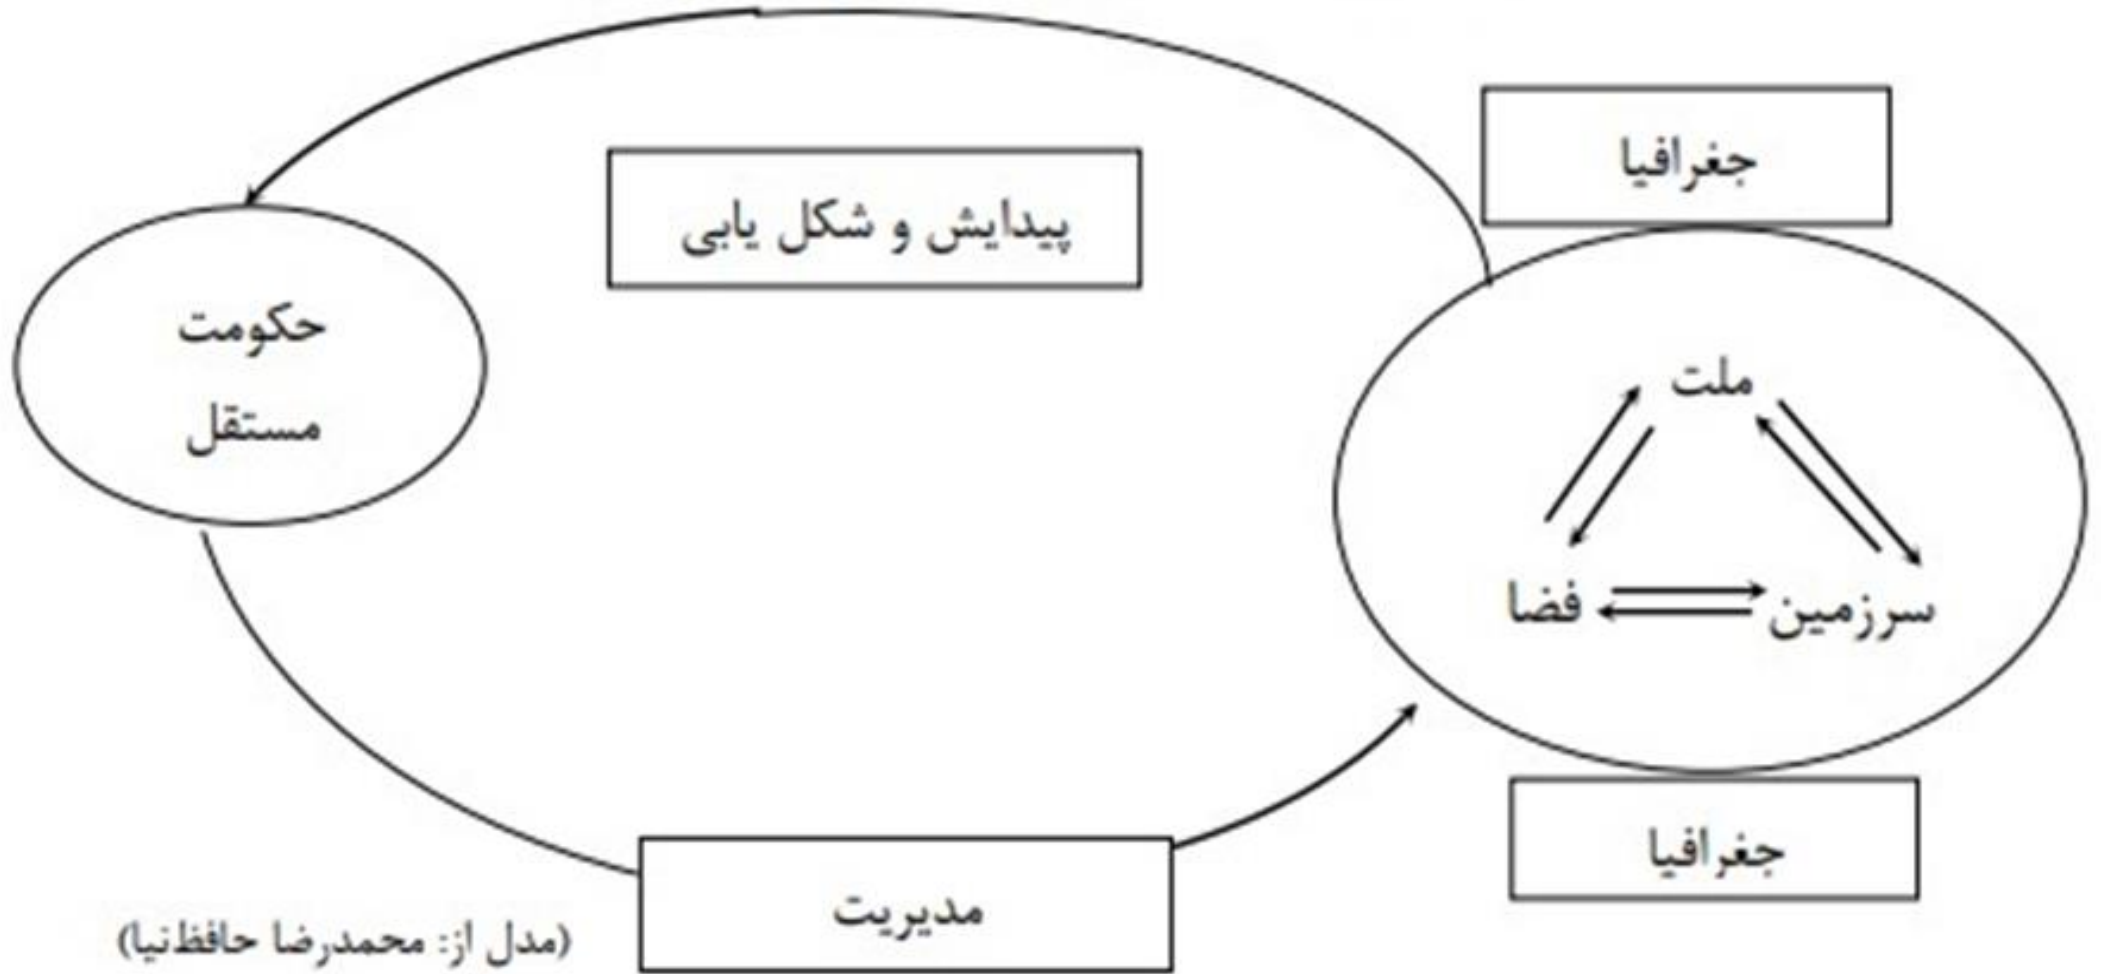 جغرافیا
پیدایش و شکل یابی
حکومت
مستقل
ملت
سرزمین
فضا
جغرافیا
مدیریت
(مدل از: محمدرضا حافظ‌نیا)